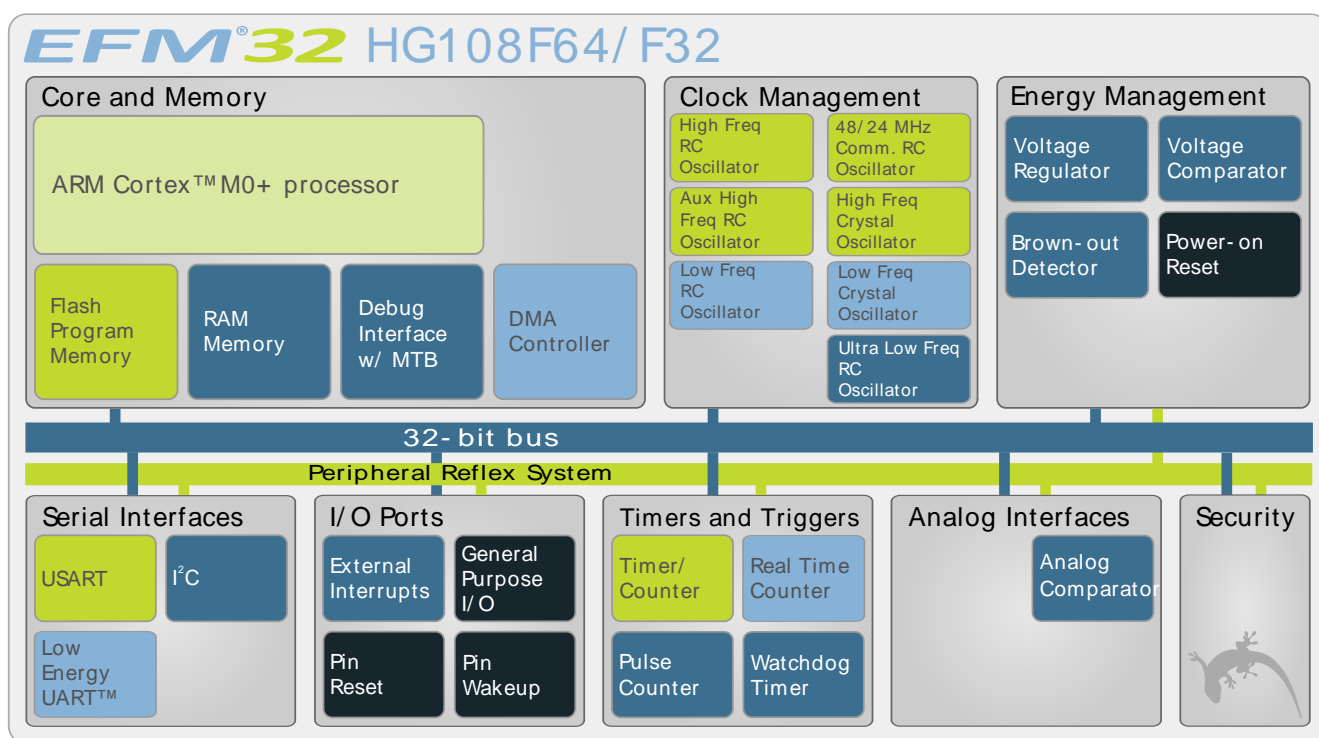 EFM®32 HG108F64/F32
Core and Memory
ARM Cortex™ M0+ processor
Flash
Program
Memory
RAM
Memory
Debug
Interface
w/ MTB
DMA
Controller
Clock Management
High Freq
RC
Oscillator
48/24 MHz
Comm. RC
Oscillator
Aux High
Freq RC
Oscillator
High Freq
Crystal
Oscillator
Low Freq
RC
Oscillator
Low Freq
Crystal
Oscillator
Ultra Low Freq
RC
Oscillator
Energy Management
Voltage
Regulator
Voltage
Comparator
Brown-out
Detector
Power-on
Reset
32-bit bus
Peripheral Reflex System
Serial Interfaces
USART
I²C
Low
Energy
UART™
I/O Ports
External
Interrupts
General
Purpose
I/O
Pin
Reset
Pin
Wakeup
Timers and Triggers
Timer/
Counter
Real Time
Counter
Pulse
Counter
Watchdog
Timer
Analog Interfaces
Analog
Comparator
Security